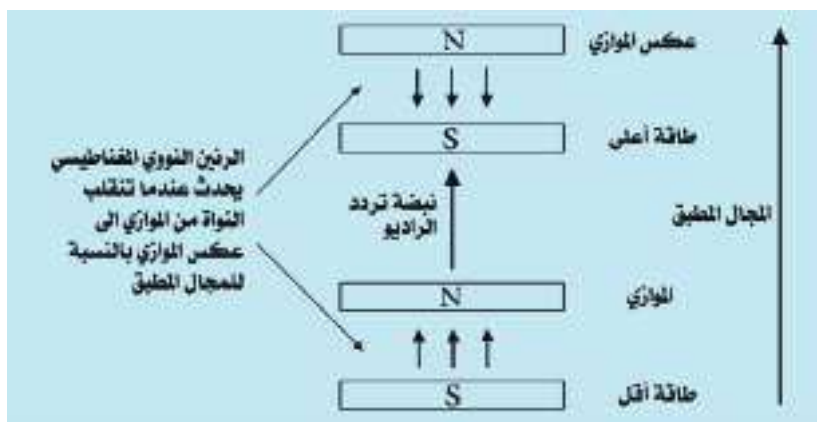 N
عكس الموازي
S
طاقة أعلى
الرنين النووي المغناطيسي
يحدث عندما تنقلب
النواة من الموازي الى
عكس الموازي بالنسبة
للمجال المطبق
نبضة تردد
الراديو
المجال المطبق
N
الموازي
S
طاقة أقل